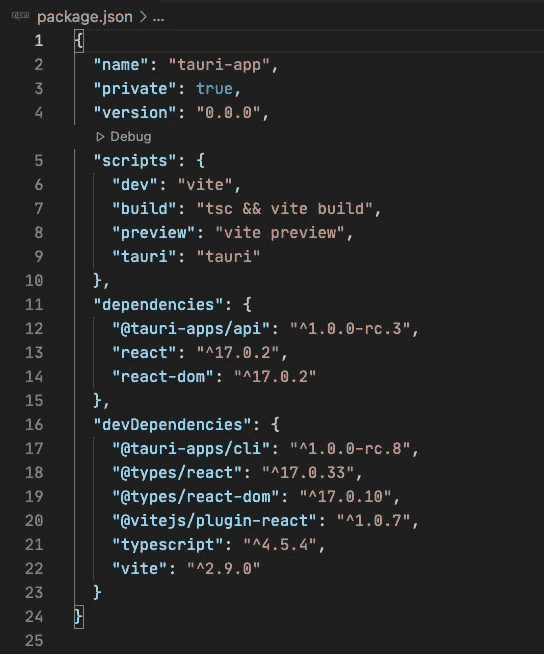 package.json > ...
1 {
2 "name": "tauri-app",
3 "private": true,
4 "version": "0.0.0",
Debug
5 "scripts": {
6 "dev": "vite",
7 "build": "tsc && vite build",
8 "preview": "vite preview",
9 "tauri": "tauri"
10 },
11 "dependencies": {
12 "@tauri-apps/api": "^1.0.0-rc.3",
13 "react": "^17.0.2",
14 "react-dom": "^17.0.2"
15 },
16 "devDependencies": {
17 "@tauri-apps/cli": "^1.0.0-rc.8",
18 "@types/react": "^17.0.33",
19 "@types/react-dom": "^17.0.10",
20 "@vitejs/plugin-react": "^1.0.7",
21 "typescript": "^4.5.4",
22 "vite": "^2.9.0"
23 }
24 }
25